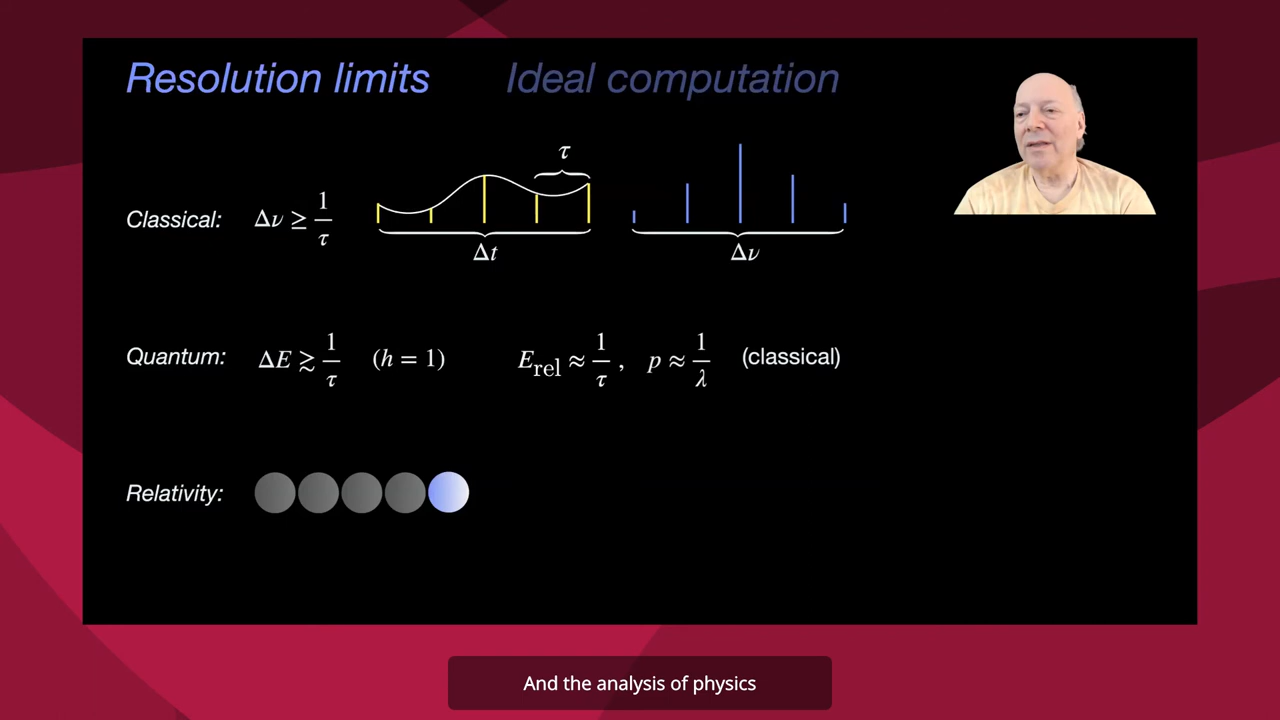 Resolution limits Ideal computation
Classical: Δν ≥ 1/τ τ Δt Δν
Quantum: ΔE ≳ 1/τ (h = 1) E_rel ≈ 1/τ , p ≈ 1/λ (classical)
Relativity:
And the analysis of physics